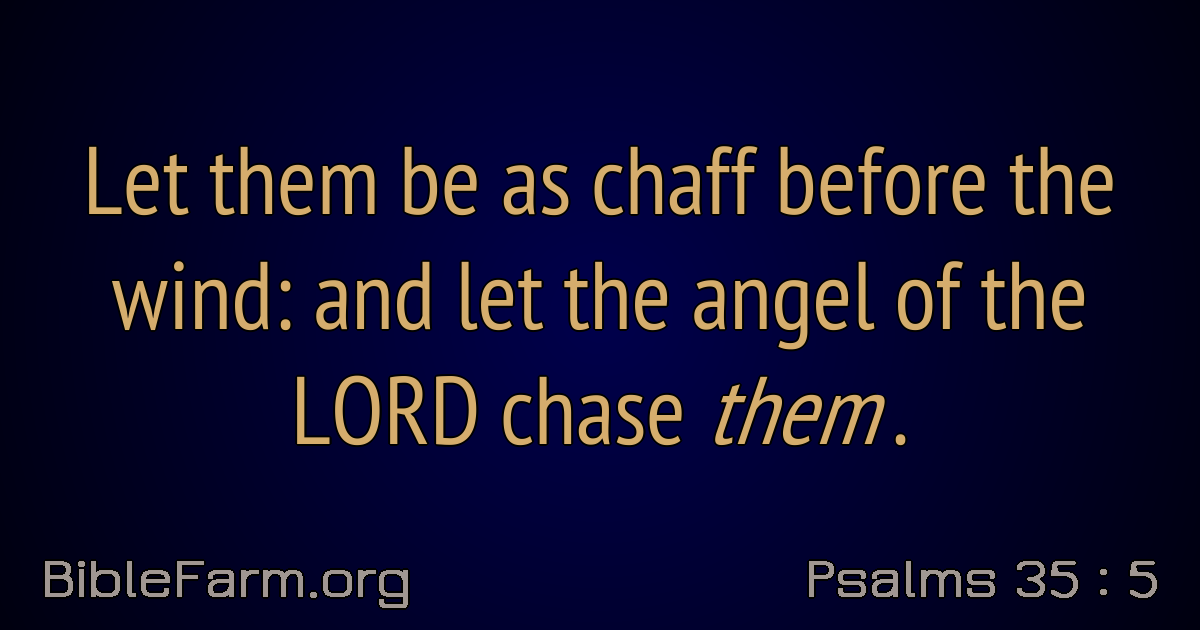 Let them be as chaff before the
wind: and let the angel of the
LORD chase them.
BibleFarm.org
Psalms 35 : 5